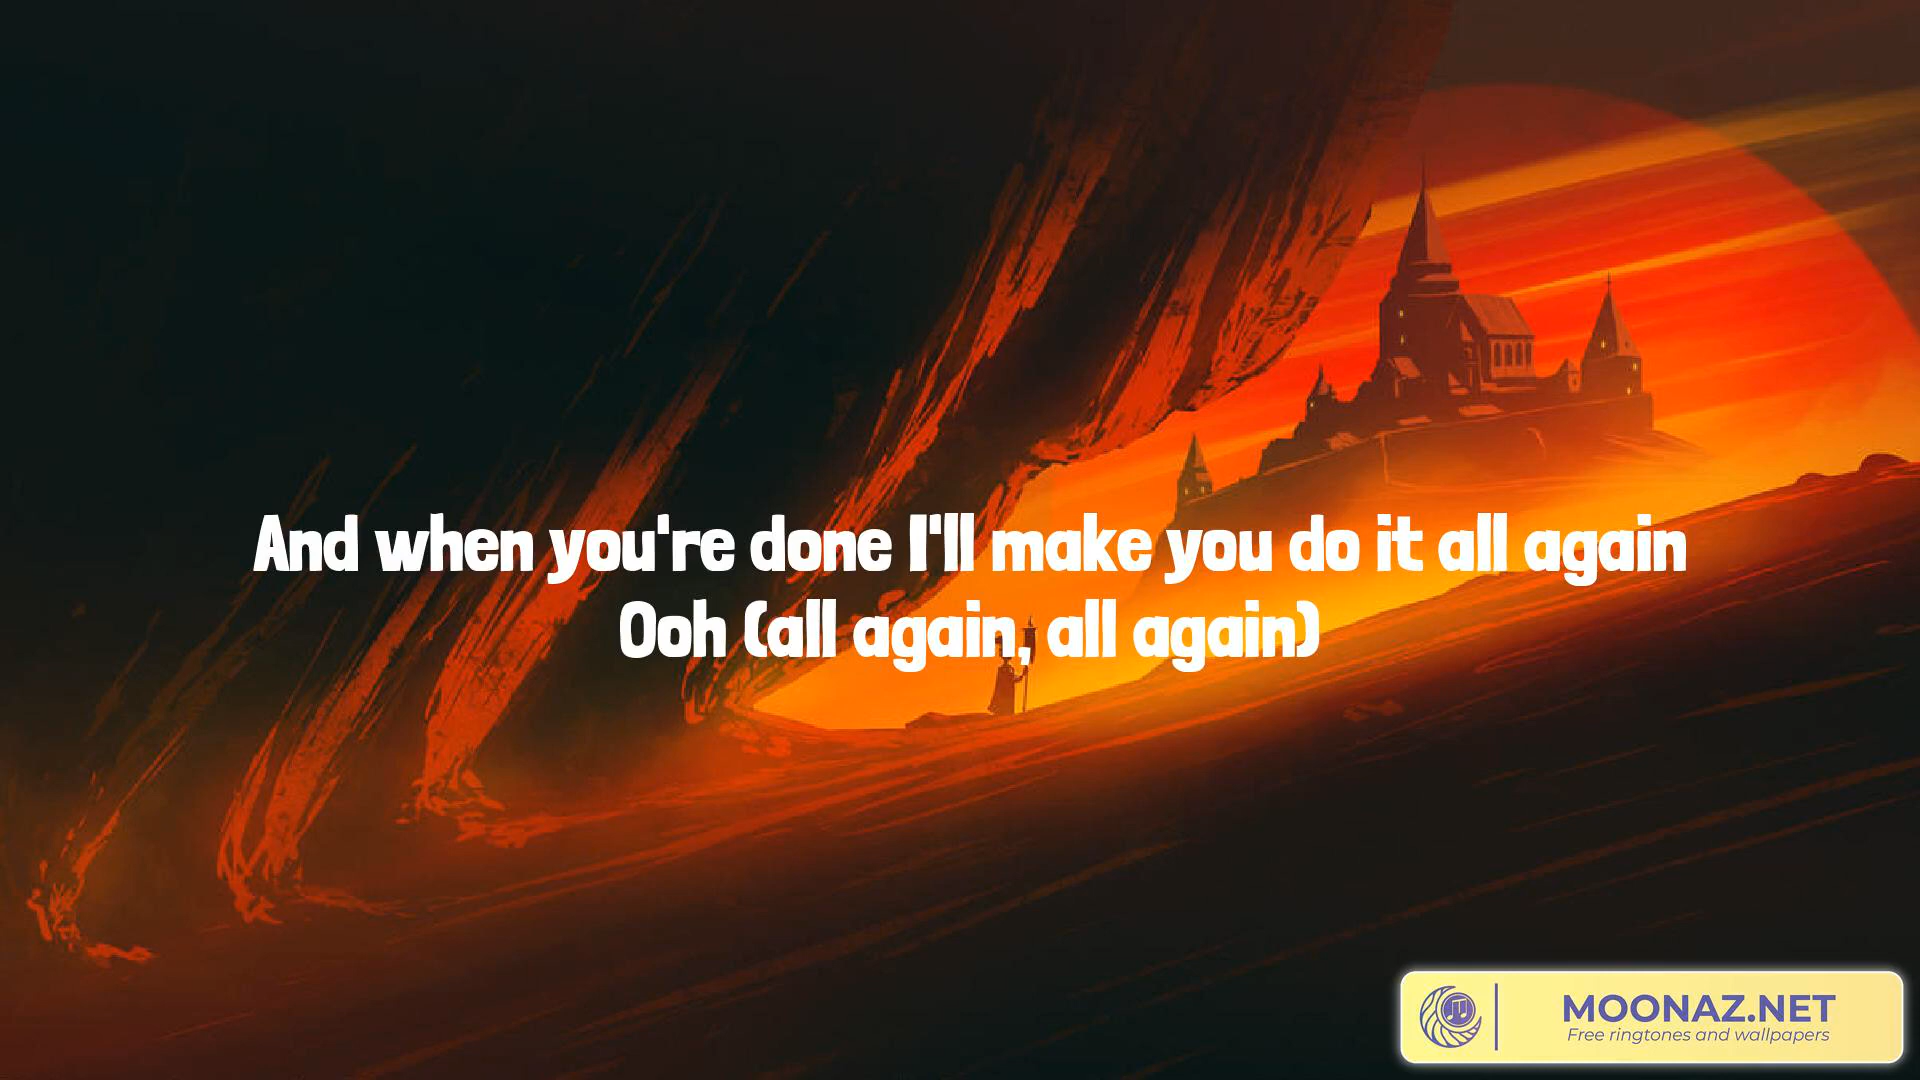 And when you're done I'll make you do it all again
Ooh (all again, all again)
MOONAZ.NET
Free ringtones and wallpapers